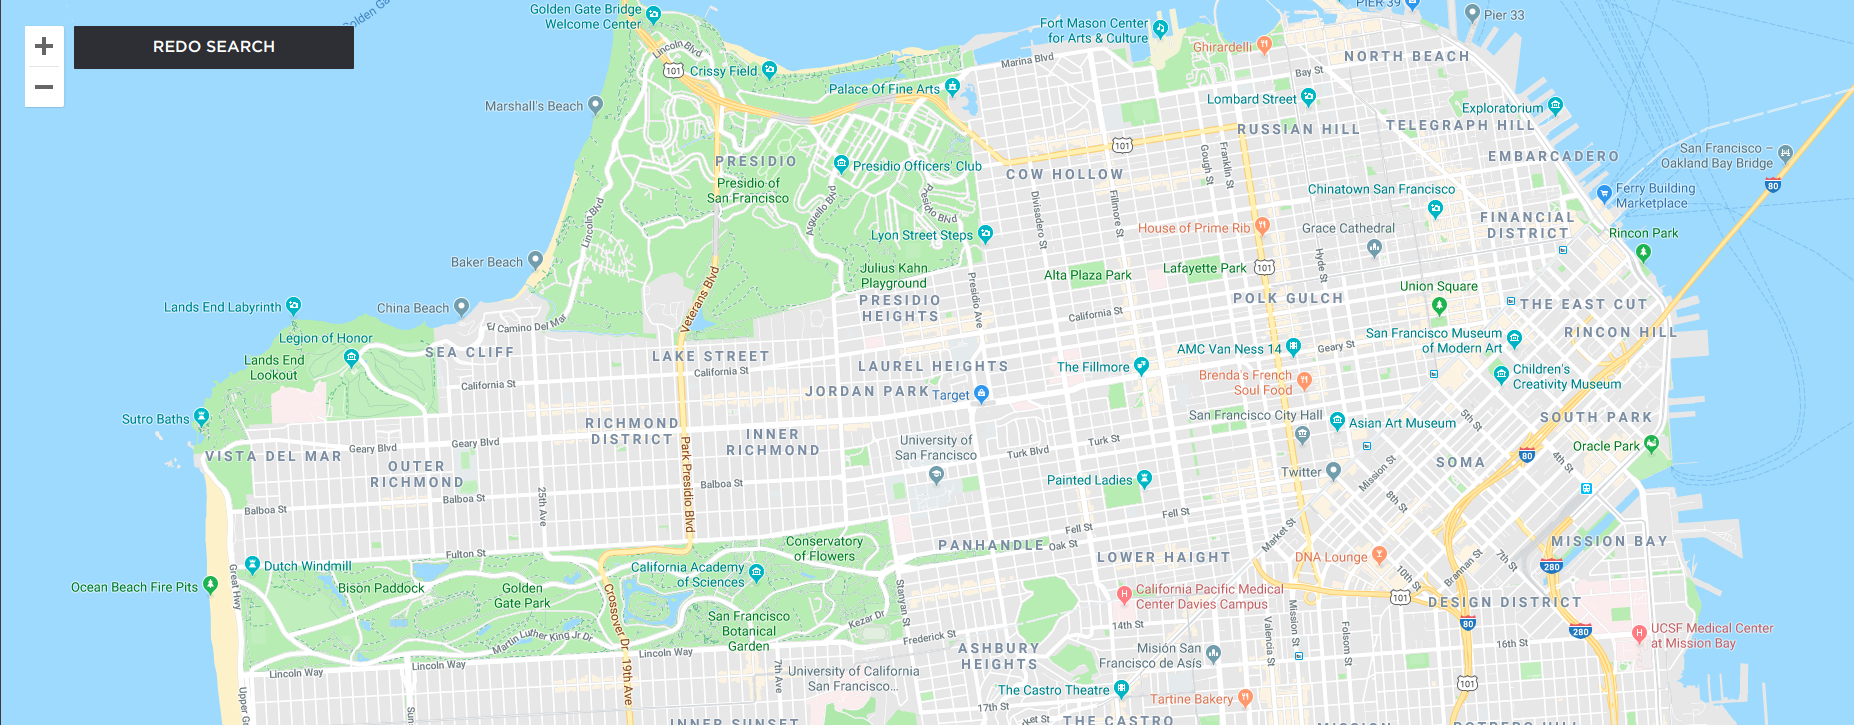 Golden Gate Bridge
Welcome Center
Golden Ga
PIER 39
Pier 33
Fort Mason Center
for Arts & Culture
REDO SEARCH
Ghirardelli
Lincoln Blvd
101
Crissy Field
Marina Blvd
NORTH BEACH
Bay St
Marshall's Beach
Palace Of Fine Arts
Lombard Street
Exploratorium
RUSSIAN HILL
TELEGRAPH HILL
101
PRESIDIO
Presidio Officers' Club
COW HOLLOW
Gough St
Franklin St
EMBARCADERO
San Francisco –
Oakland Bay Bridge
80
Presidio of
San Francisco
Arguello Blvd
Presidio Blvd
Divisadero St
Fillmore St
Chinatown San Francisco
Ferry Building
Marketplace
Lincoln Blvd
Lyon Street Steps
House of Prime Rib
Grace Cathedral
FINANCIAL
DISTRICT
Rincon Park
Baker Beach
Julius Kahn
Playground
Alta Plaza Park
Lafayette Park
101
Hyde St
Union Square
Lands End Labyrinth
China Beach
Veterans Blvd
PRESIDIO
HEIGHTS
Presidio Ave
California St
POLK GULCH
THE EAST CUT
El Camino Del Mar
Legion of Honor
RINCON HILL
San Francisco Museum
of Modern Art
Lands End
Lookout
SEA CLIFF
LAKE STREET
LAUREL HEIGHTS
AMC Van Ness 14
Geary St
California St
California St
The Fillmore
Brenda's French
Soul Food
Children's
Creativity Museum
JORDAN PARK
Target
Sutro Baths
RICHMOND
DISTRICT
San Francisco City Hall
Asian Art Museum
5th St
SOUTH PARK
Geary Blvd
Geary Blvd
INNER
RICHMOND
University of
San Francisco
Turk St
Turk Blvd
Oracle Park
VISTA DEL MAR
OUTER
RICHMOND
Park Presidio Blvd
80
4th St
SOMA
Twitter
Mission St
Painted Ladies
Balboa St
Balboa St
25th Ave
8th St
Fell St
Fell St
Market St
Conservatory
of Flowers
PANHANDLE
Oak St
LOWER HAIGHT
DNA Lounge
MISSION BAY
Fulton St
7th St
Brannan St
10th St
280
Dutch Windmill
California Academy
of Sciences
Great Hwy
Ocean Beach Fire Pits
Bison Paddock
Golden
Gate Park
Crossover Dr
Stanyan St
California Pacific Medical
Center Davies Campus
101
DESIGN DISTRICT
San Francisco
Botanical
Garden
Kezar Dr
14th St
Mission St
Valencia St
Folsom St
80
280
UCSF Medical Center
at Mission Bay
Martin Luther King Jr Dr
Frederick St
16th St
ASHBURY
HEIGHTS
Misión San
Francisco de Asís
Lincoln Way
Lincoln Way
Lincoln Way
19th Ave
7th Ave
University of California
San Francisco...
101
Upper Gr
Sun
The Castro Theatre
Tartine Bakery
17th St
ket St
INNER SUNSET
THE CASTRO
MISSION
POTRERO HILL